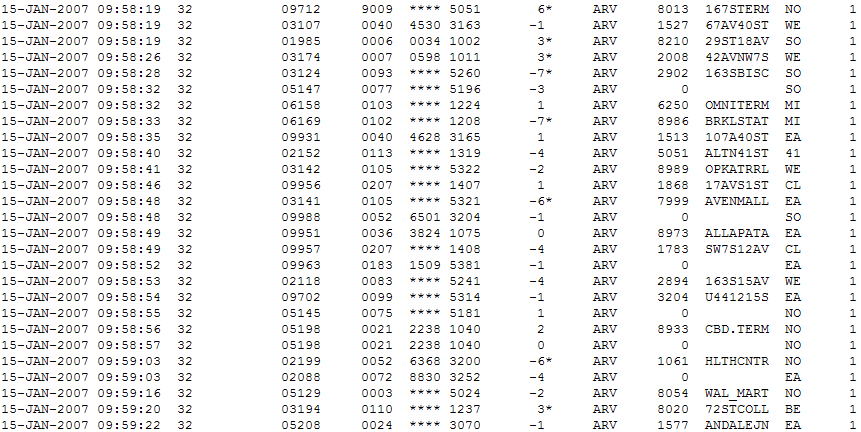 15-JAN-2007 09:58:19 32 09712 9009 **** 5051 6* ARV 8013 167STERM NO 1
15-JAN-2007 09:58:19 32 03107 0040 4530 3163 -1 ARV 1527 67AV40ST WE 1
15-JAN-2007 09:58:19 32 01985 0006 0034 1002 3* ARV 8210 29ST18AV SO 1
15-JAN-2007 09:58:26 32 03174 0007 0598 1011 3* ARV 2008 42AVNW7S WE 1
15-JAN-2007 09:58:28 32 03124 0093 **** 5260 -7* ARV 2902 163SBISC SO 1
15-JAN-2007 09:58:32 32 05147 0077 **** 5196 -3 ARV 0 SO 1
15-JAN-2007 09:58:32 32 06158 0103 **** 1224 1 ARV 6250 OMNITERM MI 1
15-JAN-2007 09:58:33 32 06169 0102 **** 1208 -7* ARV 8986 BRKLSTAT MI 1
15-JAN-2007 09:58:35 32 09931 0040 4628 3165 1 ARV 1513 107A40ST EA 1
15-JAN-2007 09:58:40 32 02152 0113 **** 1319 -4 ARV 5051 ALTN41ST 41 1
15-JAN-2007 09:58:41 32 03142 0105 **** 5322 -2 ARV 8989 OPKATRRL WE 1
15-JAN-2007 09:58:46 32 09956 0207 **** 1407 1 ARV 1868 17AVS1ST CL 1
15-JAN-2007 09:58:48 32 03141 0105 **** 5321 -6* ARV 7999 AVENMALL EA 1
15-JAN-2007 09:58:48 32 09988 0052 6501 3204 -1 ARV 0 SO 1
15-JAN-2007 09:58:49 32 09951 0036 3824 1075 0 ARV 8973 ALLAPATA EA 1
15-JAN-2007 09:58:49 32 09957 0207 **** 1408 -4 ARV 1783 SW7S12AV CL 1
15-JAN-2007 09:58:52 32 09963 0183 1509 5381 -1 ARV 0 EA 1
15-JAN-2007 09:58:53 32 02118 0083 **** 5241 -4 ARV 2894 163S15AV WE 1
15-JAN-2007 09:58:54 32 09702 0099 **** 5314 -1 ARV 3204 U441215S EA 1
15-JAN-2007 09:58:55 32 05145 0075 **** 5181 1 ARV 0 NO 1
15-JAN-2007 09:58:56 32 05198 0021 2238 1040 2 ARV 8933 CBD.TERM NO 1
15-JAN-2007 09:58:57 32 05198 0021 2238 1040 0 ARV 0 NO 1
15-JAN-2007 09:59:03 32 02199 0052 6368 3200 -6* ARV 1061 HLTHCNTR NO 1
15-JAN-2007 09:59:03 32 02088 0072 8830 3252 -4 ARV 0 EA 1
15-JAN-2007 09:59:16 32 05129 0003 **** 5024 -2 ARV 8054 WAL_MART NO 1
15-JAN-2007 09:59:20 32 03194 0110 **** 1237 3* ARV 8020 72STCOLL BE 1
15-JAN-2007 09:59:22 32 05208 0024 **** 3070 -1 ARV 1577 ANDALEJN EA 1